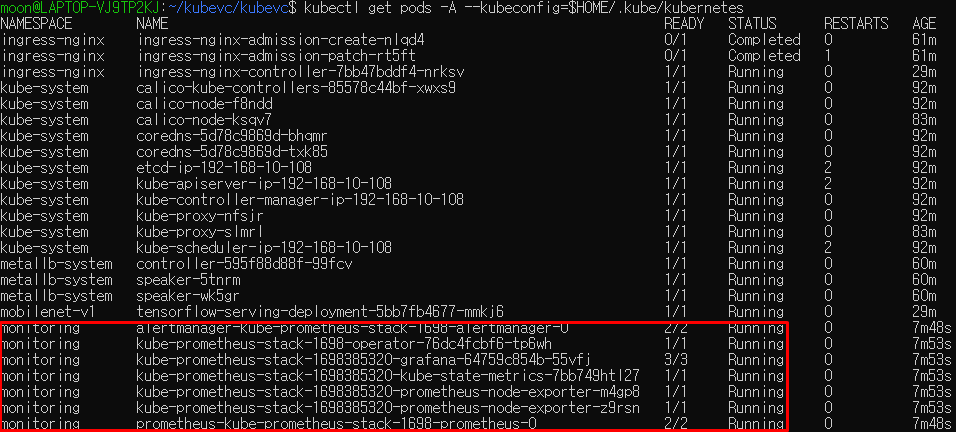 moon@LAPTOP-VJ9TP2KJ:~/kubevc/kubevc$ kubectl get pods -A --kubeconfig=$HOME/.kube/kubernetes
NAMESPACE NAME READY STATUS RESTARTS AGE
ingress-nginx ingress-nginx-admission-create-nlqd4 0/1 Completed 0 61m
ingress-nginx ingress-nginx-admission-patch-rt5ft 0/1 Completed 1 61m
ingress-nginx ingress-nginx-controller-7bb47bddf4-nrksv 1/1 Running 0 29m
kube-system calico-kube-controllers-85578c44bf-xwxs9 1/1 Running 0 92m
kube-system calico-node-f8ndd 1/1 Running 0 92m
kube-system calico-node-ksqv7 1/1 Running 0 83m
kube-system coredns-5d78c9869d-bhqmr 1/1 Running 0 92m
kube-system coredns-5d78c9869d-txk85 1/1 Running 0 92m
kube-system etcd-ip-192-168-10-108 1/1 Running 2 92m
kube-system kube-apiserver-ip-192-168-10-108 1/1 Running 2 92m
kube-system kube-controller-manager-ip-192-168-10-108 1/1 Running 0 92m
kube-system kube-proxy-nfsjr 1/1 Running 0 92m
kube-system kube-proxy-slmrl 1/1 Running 0 83m
kube-system kube-scheduler-ip-192-168-10-108 1/1 Running 2 92m
metallb-system controller-595f88d88f-99fcv 1/1 Running 0 60m
metallb-system speaker-5tnrm 1/1 Running 0 60m
metallb-system speaker-wk5gr 1/1 Running 0 60m
mobilenet-v1 tensorflow-serving-deployment-5bb7fb4677-mmkj6 1/1 Running 0 29m
monitoring alertmanager-kube-prometheus-stack-1698-alertmanager-0 2/2 Running 0 7m48s
monitoring kube-prometheus-stack-1698-operator-76dc4fcbf6-tp6wh 1/1 Running 0 7m53s
monitoring kube-prometheus-stack-1698385320-grafana-64759c854b-55vfj 3/3 Running 0 7m53s
monitoring kube-prometheus-stack-1698385320-kube-state-metrics-7bb749htl27 1/1 Running 0 7m53s
monitoring kube-prometheus-stack-1698385320-prometheus-node-exporter-m4gp8 1/1 Running 0 7m53s
monitoring kube-prometheus-stack-1698385320-prometheus-node-exporter-z9rsn 1/1 Running 0 7m53s
monitoring prometheus-kube-prometheus-stack-1698-prometheus-0 2/2 Running 0 7m48s